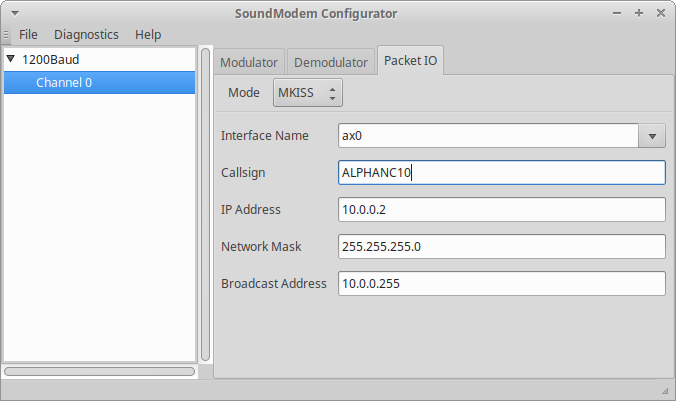 SoundModem Configurator
File Diagnostics Help
1200Baud
Channel 0
Modulator Demodulator Packet IO
Mode MKISS
Interface Name ax0
Callsign ALPHANC10
IP Address 10.0.0.2
Network Mask 255.255.255.0
Broadcast Address 10.0.0.255